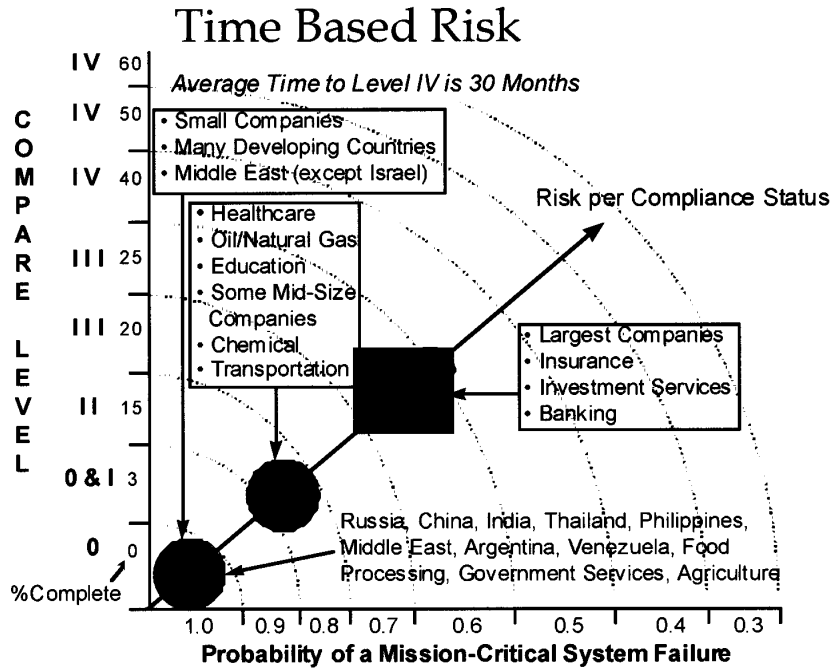 Time Based Risk
Average Time to Level IV is 30 Months
COMPARE LEVEL
IV 60
IV 50
IV 40
III 25
III 20
II 15
0 & I 3
0 0
%Complete
• Small Companies
• Many Developing Countries
• Middle East (except Israel)
• Healthcare
• Oil/Natural Gas
• Education
• Some Mid-Size
Companies
• Chemical
• Transportation
Risk per Compliance Status
• Largest Companies
• Insurance
• Investment Services
• Banking
Russia, China, India, Thailand, Philippines,
Middle East, Argentina, Venezuela, Food
Processing, Government Services, Agriculture
1.0 0.9 0.8 0.7 0.6 0.5 0.4 0.3
Probability of a Mission-Critical System Failure